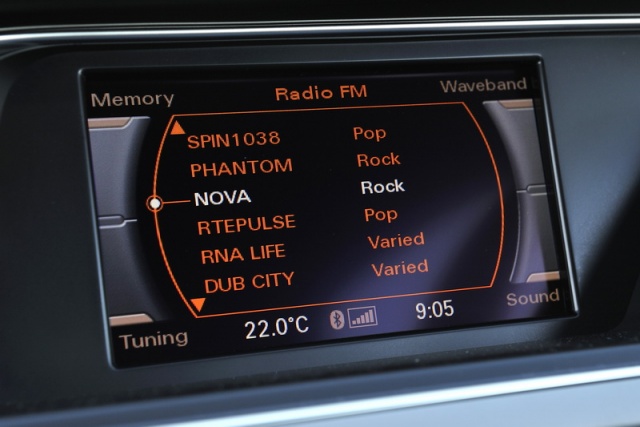 Memory Radio FM Waveband
SPIN1038 Pop
PHANTOM Rock
NOVA Rock
RTEPULSE Pop
RNA LIFE Varied
DUB CITY Varied
Tuning 22.0°C 9:05 Sound